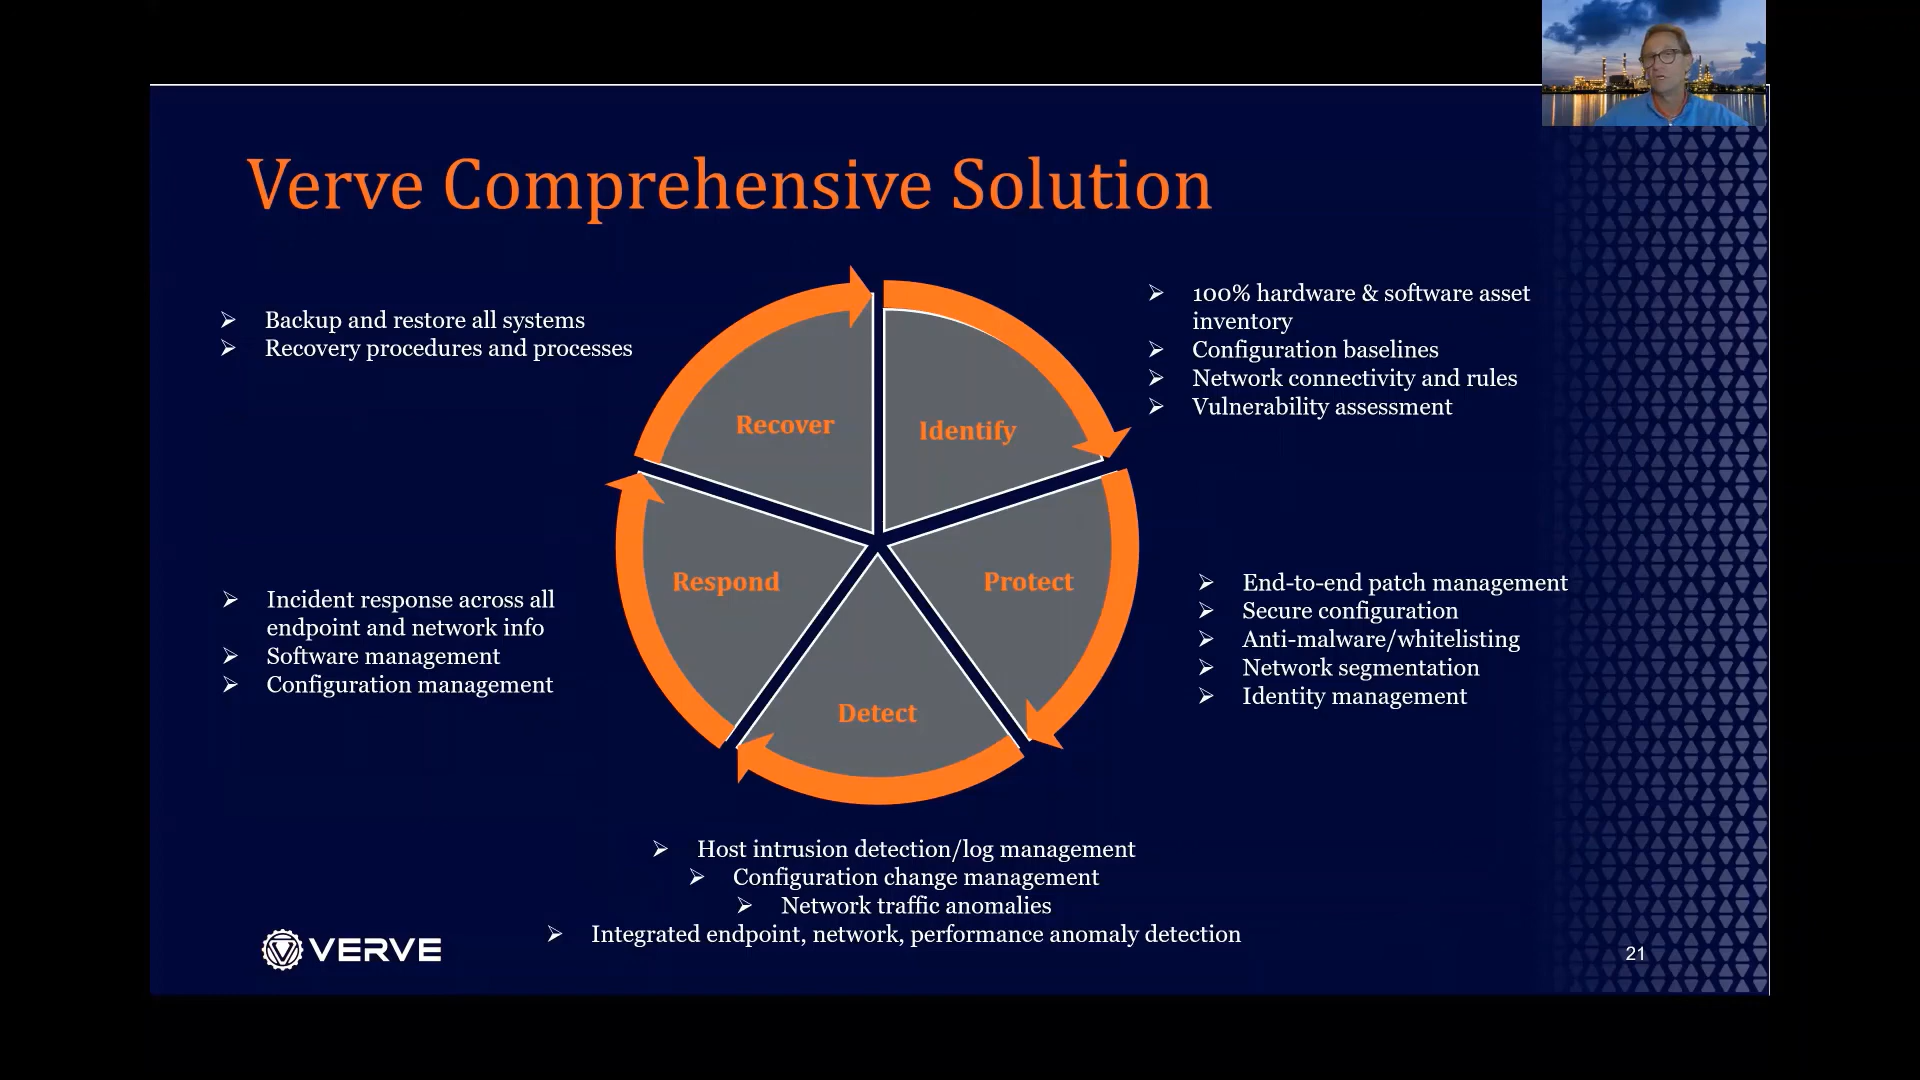 Verve Comprehensive Solution
➢ Backup and restore all systems
➢ Recovery procedures and processes
➢ 100% hardware & software asset
inventory
➢ Configuration baselines
➢ Network connectivity and rules
➢ Vulnerability assessment
Recover
Identify
Respond
Protect
Detect
➢ Incident response across all
endpoint and network info
➢ Software management
➢ Configuration management
➢ End-to-end patch management
➢ Secure configuration
➢ Anti-malware/whitelisting
➢ Network segmentation
➢ Identity management
➢ Host intrusion detection/log management
➢ Configuration change management
➢ Network traffic anomalies
➢ Integrated endpoint, network, performance anomaly detection
VERVE
21